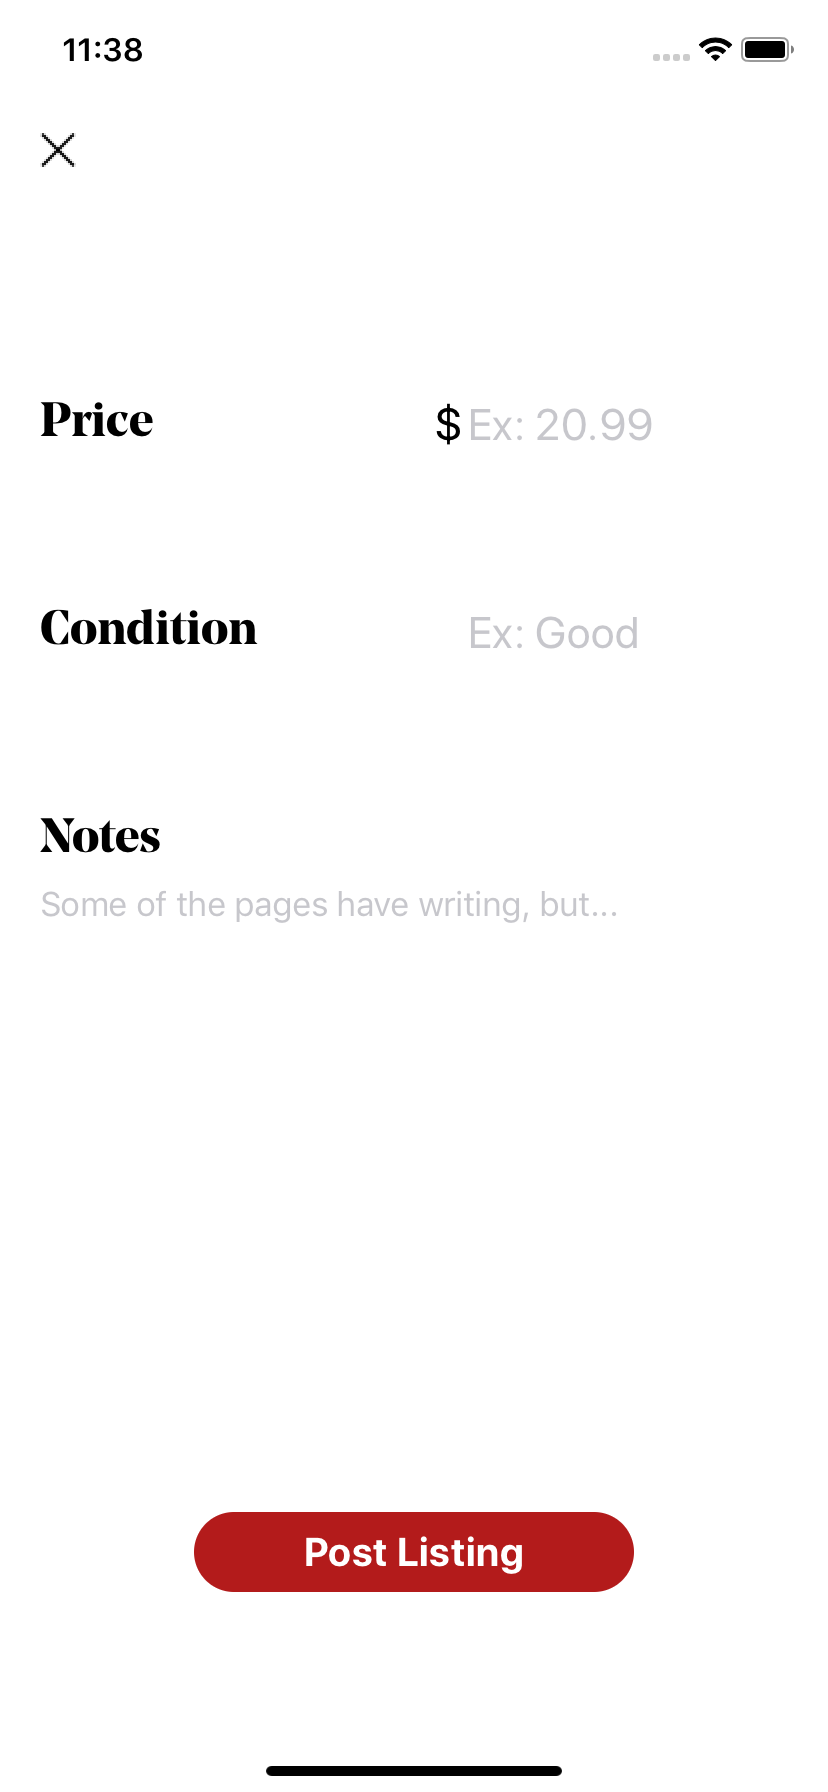 11:38
Price $ Ex: 20.99
Condition Ex: Good
Notes
Some of the pages have writing, but...
Post Listing